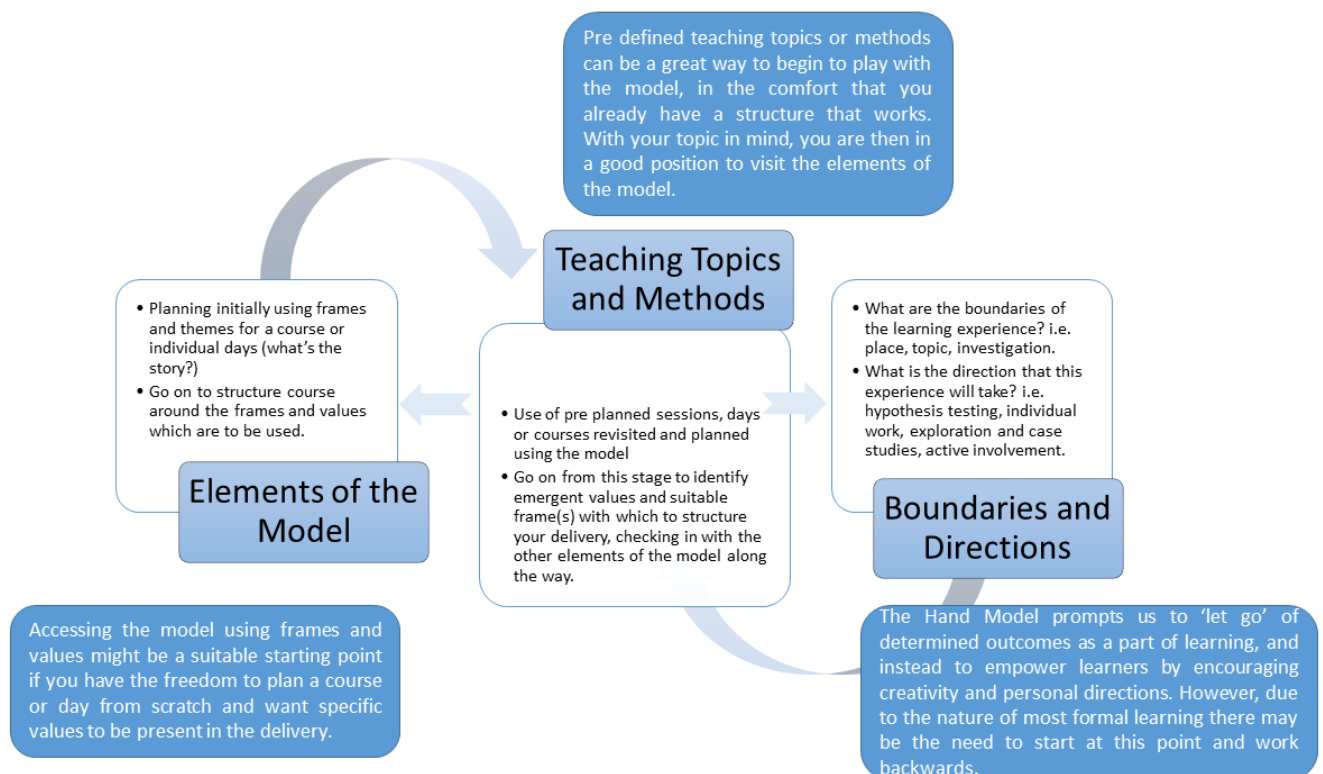 Pre defined teaching topics or methods
can be a great way to begin to play with
the model, in the comfort that you
already have a structure that works.
With your topic in mind, you are then in
a good position to visit the elements of
the model.
Teaching Topics
and Methods
• Planning initially using frames
and themes for a course or
individual days (what's the
story?)
• Go on to structure course
around the frames and values
which are to be used.
Elements of the
Model
• Use of pre planned sessions, days
or courses revisited and planned
using the model
• Go on from this stage to identify
emergent values and suitable
frame(s) with which to structure
your delivery, checking in with the
other elements of the model along
the way.
• What are the boundaries of
the learning experience? i.e.
place, topic, investigation.
• What is the direction that this
experience will take? i.e.
hypothesis testing, individual
work, exploration and case
studies, active involvement.
Boundaries and
Directions
Accessing the model using frames and
values might be a suitable starting point
if you have the freedom to plan a course
or day from scratch and want specific
values to be present in the delivery.
The Hand Model prompts us to 'let go' of
determined outcomes as a part of learning, and
instead to empower learners by encouraging
creativity and personal directions. However, due
to the nature of most formal learning there may
be the need to start at this point and work
backwards.